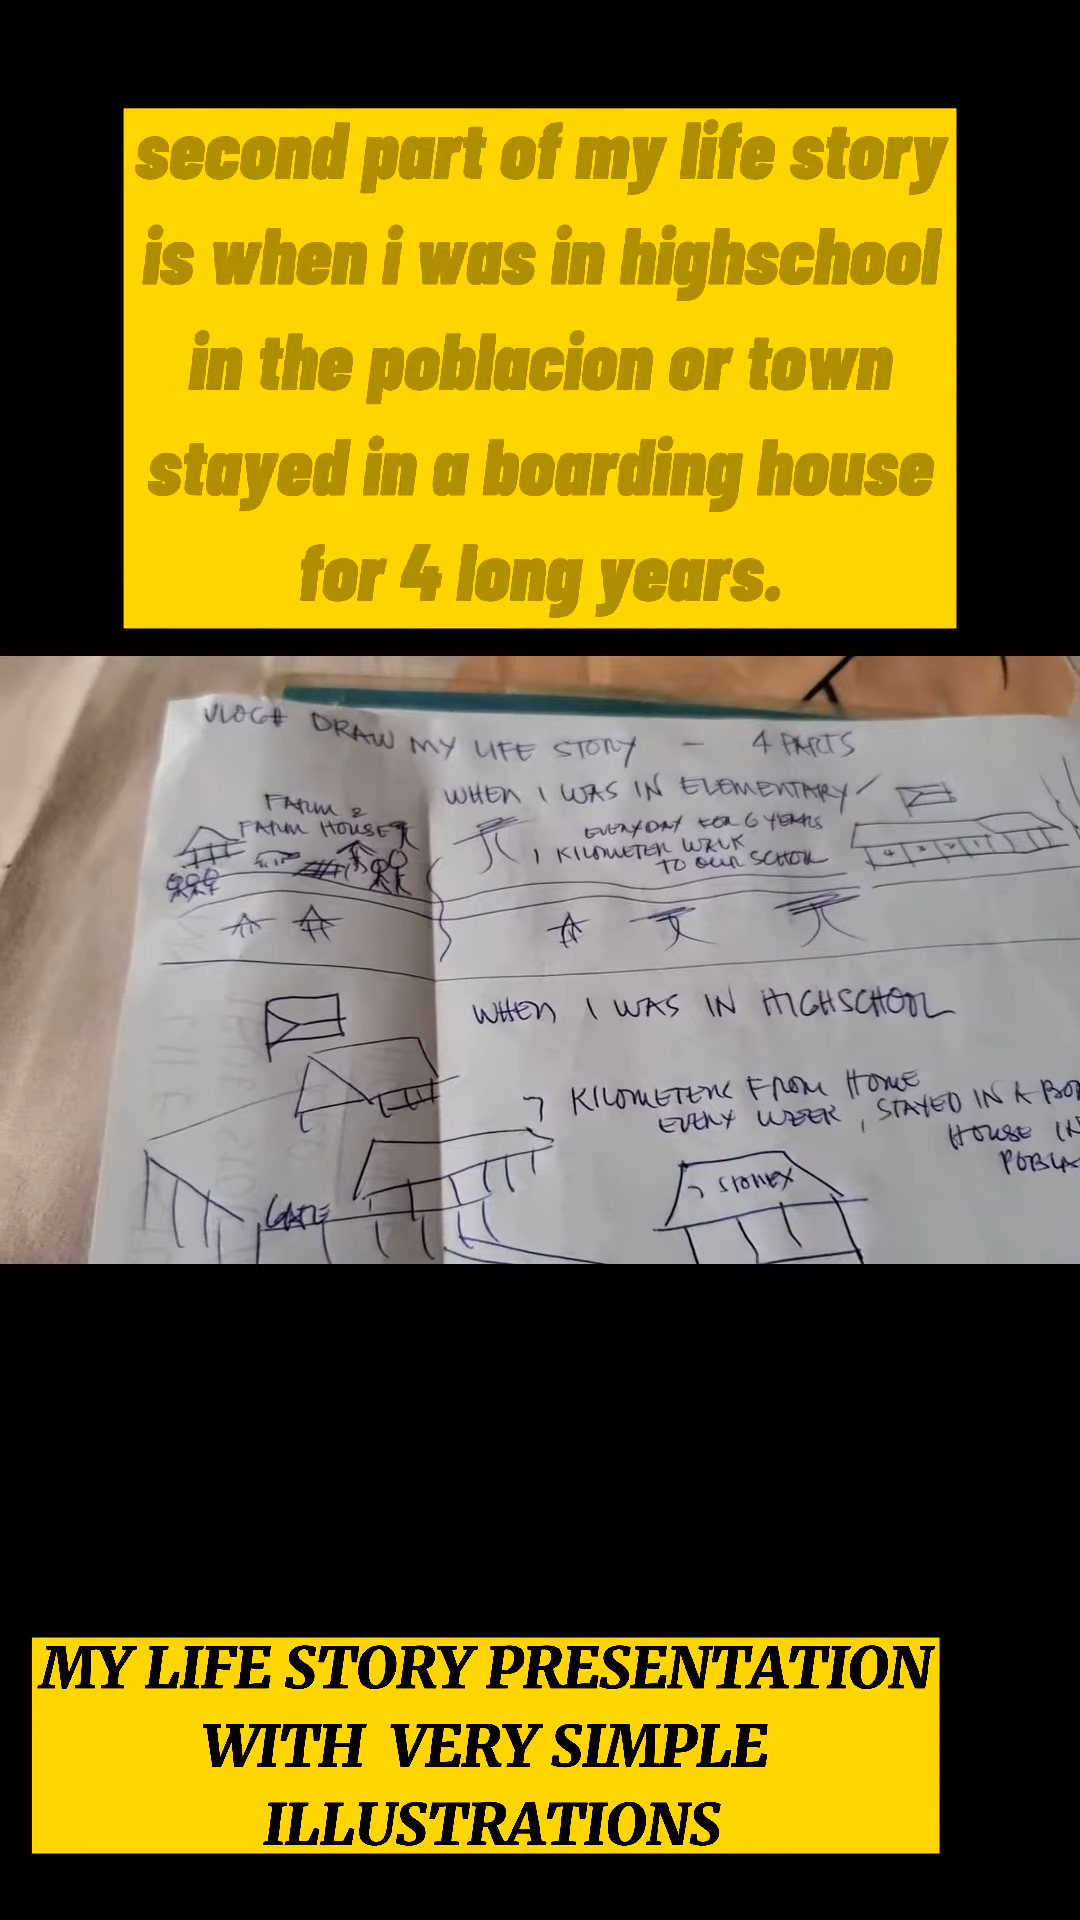 second part of my life story
is when i was in highschool
in the poblacion or town
stayed in a boarding house
for 4 long years.
VLOG# DRAW MY LIFE STORY - 4 PARTS
FARM &
FARM HOUSE
WHEN I WAS IN ELEMENTARY
EVERYDAY FOR 6 YEARS
1 KILOMETER WALK
TO OUR SCHOOL
WHEN I WAS IN HIGHSCHOOL
7 KILOMETERS FROM HOME
EVERY WEEK, STAYED IN A
HOUSE IN
GATE
MY LIFE STORY PRESENTATION
WITH VERY SIMPLE
ILLUSTRATIONS